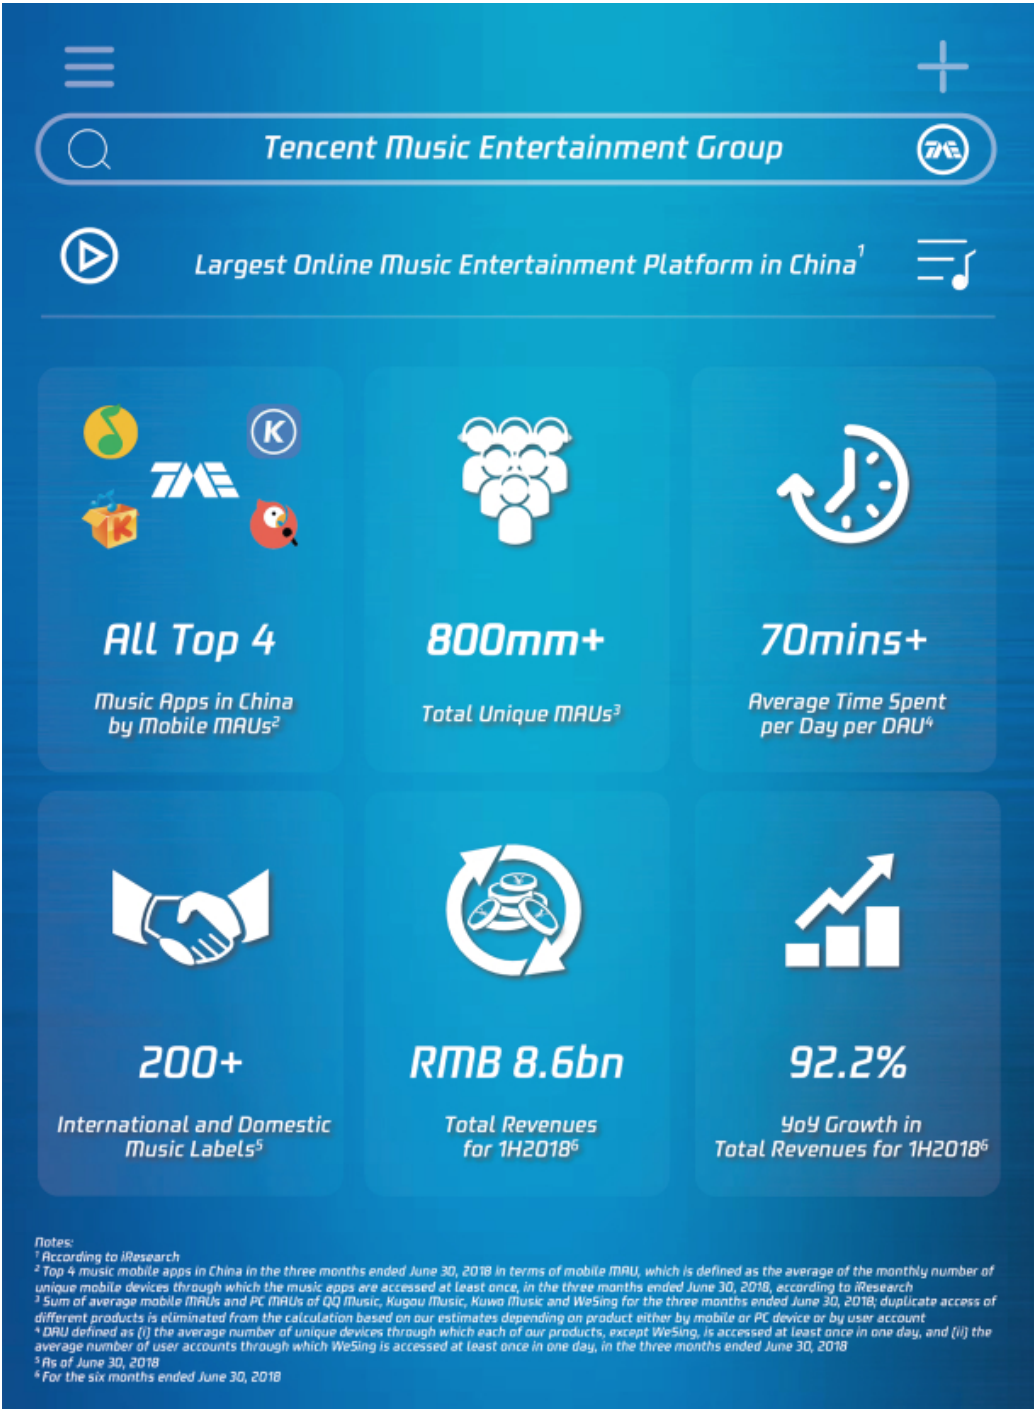 Tencent Music Entertainment Group
TME
Largest Online Music Entertainment Platform in China¹
K
TME
K
All Top 4
Music Apps in China
by Mobile MAUs²
800mm+
Total Unique MAUs³
70mins+
Average Time Spent
per Day per DAU⁴
200+
International and Domestic
Music Labels⁵
RMB 8.6bn
Total Revenues
for 1H2018⁶
92.2%
YoY Growth in
Total Revenues for 1H2018⁶
Notes:
¹ According to iResearch
² Top 4 music mobile apps in China in the three months ended June 30, 2018 in terms of mobile MAU, which is defined as the average of the monthly number of
unique mobile devices through which the music apps are accessed at least once, in the three months ended June 30, 2018, according to iResearch
³ Sum of average mobile MAUs and PC MAUs of QQ Music, Kugou Music, Kuwo Music and WeSing for the three months ended June 30, 2018; duplicate access of
different products is eliminated from the calculation based on our estimates depending on product either by mobile or PC device or by user account
⁴ DAU defined as (i) the average number of unique devices through which each of our products, except WeSing, is accessed at least once in one day, and (ii) the
average number of user accounts through which WeSing is accessed at least once in one day, in the three months ended June 30, 2018
⁵ As of June 30, 2018
⁶ For the six months ended June 30, 2018